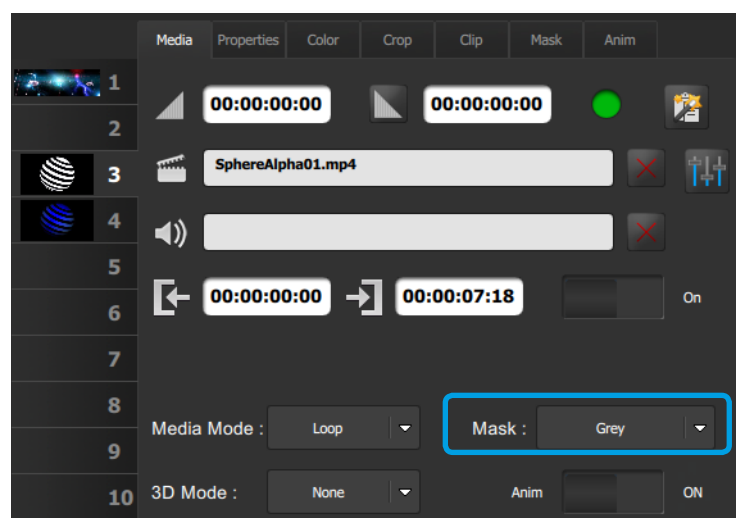 Media Properties Color Crop Clip Mask Anim
1
00:00:00:00 00:00:00:00
2
SphereAlpha01.mp4
3
4
5
00:00:00:00 00:00:07:18 On
6
7
8
Media Mode : Loop Mask : Grey
9
10 3D Mode : None Anim ON